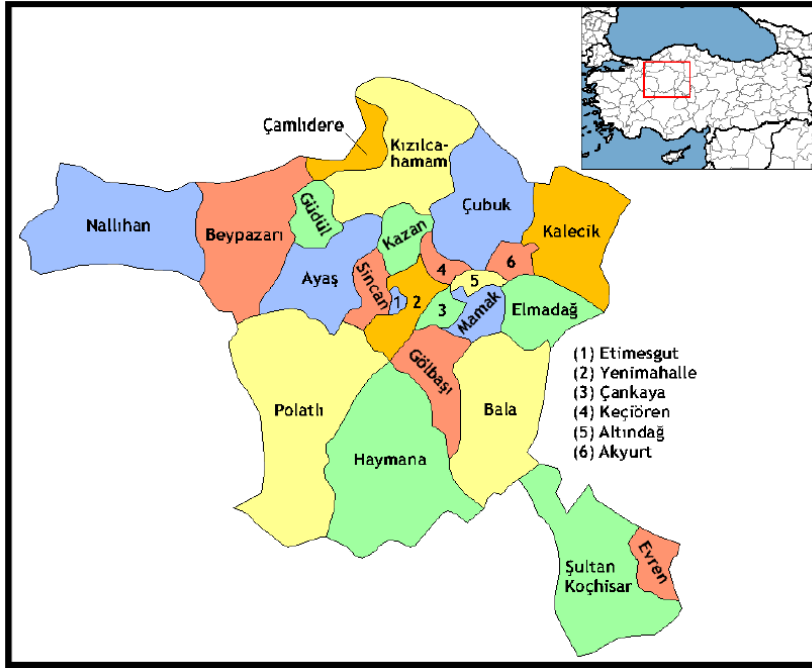 Çamlıdere
Kızılca-
hamam
Çubuk
Kalecik
Nallıhan
Beypazarı
Güdül
Kazan
Ayaş
Sincan
1
2
3
4
5
6
Mamak
Elmadağ
Gölbaşı
Polatlı
Bala
Haymana
(1) Etimesgut
(2) Yenimahalle
(3) Çankaya
(4) Keçiören
(5) Altındağ
(6) Akyurt
Şultan
Koçhisar
Evren